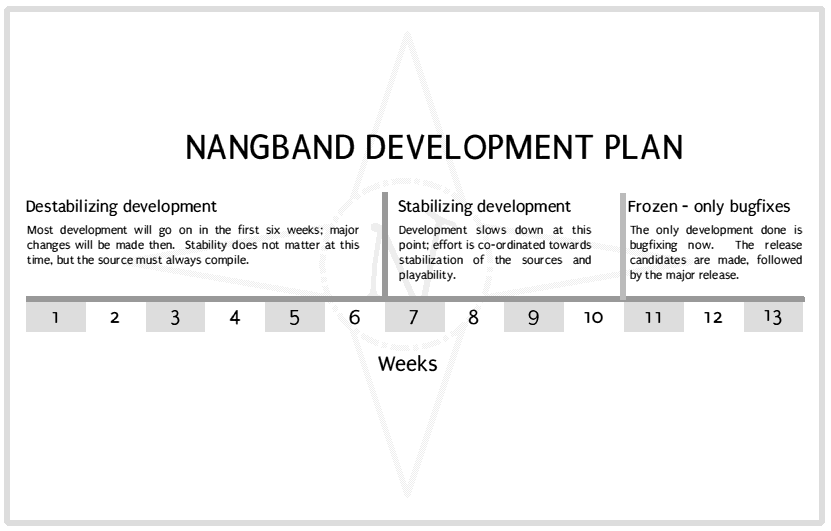 NANGBAND DEVELOPMENT PLAN
Destabilizing development
Most development will go on in the first six weeks; major
changes will be made then. Stability does not matter at this
time, but the source must always compile.
Stabilizing development
Development slows down at this
point; effort is co-ordinated towards
stabilization of the sources and
playability.
Frozen - only bugfixes
The only development done is
bugfixing now. The release
candidates are made, followed
by the major release.
1 2 3 4 5 6 7 8 9 10 11 12 13
Weeks
N